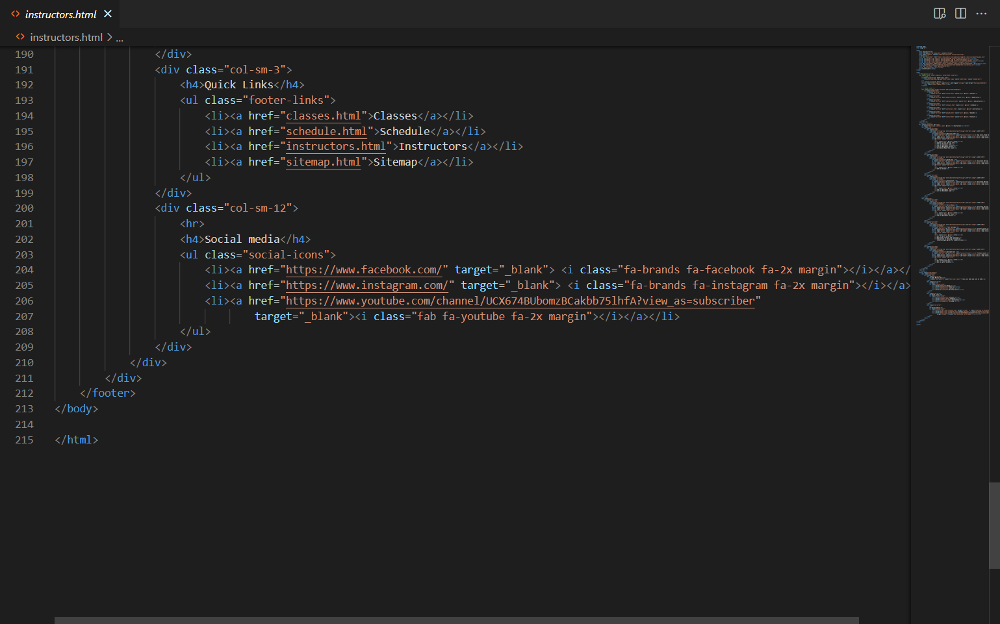 instructors.html
instructors.html > ...
190 </div>
191 <div class="col-sm-3">
192 <h4>Quick Links</h4>
193 <ul class="footer-links">
194 <li><a href="classes.html">Classes</a></li>
195 <li><a href="schedule.html">Schedule</a></li>
196 <li><a href="instructors.html">Instructors</a></li>
197 <li><a href="sitemap.html">Sitemap</a></li>
198 </ul>
199 </div>
200 <div class="col-sm-12">
201 <hr>
202 <h4>Social media</h4>
203 <ul class="social-icons">
204 <li><a href="https://www.facebook.com/" target="_blank"> <i class="fa-brands fa-facebook fa-2x margin"></i></a></
205 <li><a href="https://www.instagram.com/" target="_blank"> <i class="fa-brands fa-instagram fa-2x margin"></i></a>
206 <li><a href="https://www.youtube.com/channel/UCX674BUbomzBCakbb75lhfA?view_as=subscriber"
207 target="_blank"><i class="fab fa-youtube fa-2x margin"></i></a></li>
208 </ul>
209 </div>
210 </div>
211 </div>
212 </footer>
213 </body>
214
215 </html>